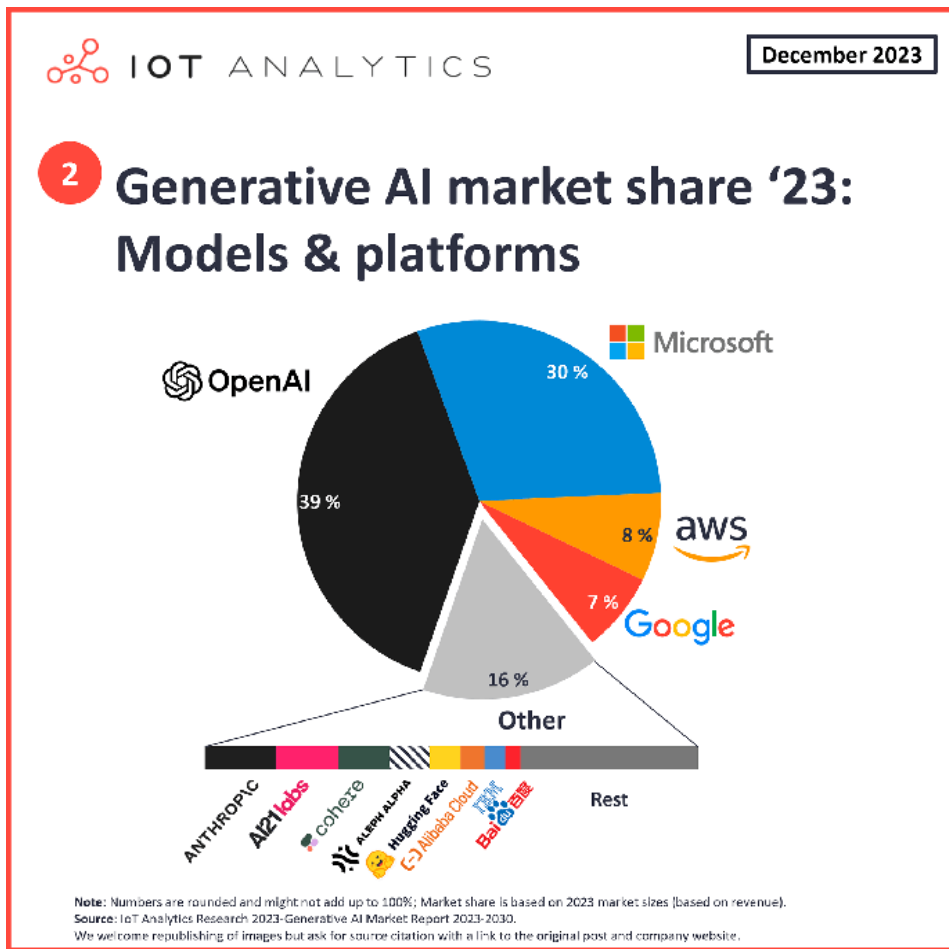 IOT ANALYTICS
December 2023
2
Generative AI market share ‘23:
Models & platforms
Microsoft
30 %
OpenAI
39 %
aws
8 %
7 %
Google
16 %
Other
ANTHROP\C
AI21labs
cohere
ALEPH ALPHA
Hugging Face
Alibaba Cloud
IBM
Baidu百度
Rest
Note: Numbers are rounded and might not add up to 100%; Market share is based on 2023 market sizes (based on revenue).
Source: IoT Analytics Research 2023-Generative AI Market Report 2023-2030.
We welcome republishing of images but ask for source citation with a link to the original post and company website.